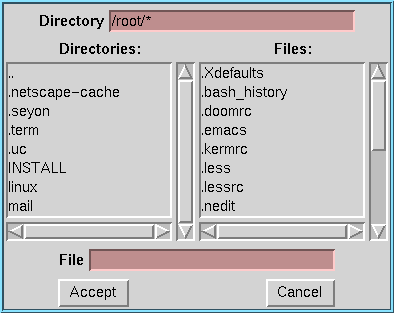 Directory /root/*
Directories: Files:
..
.netscape-cache
.seyon
.term
.uc
INSTALL
linux
mail
.Xdefaults
.bash_history
.doomrc
.emacs
.kermrc
.less
.lessrc
.nedit
File
Accept Cancel